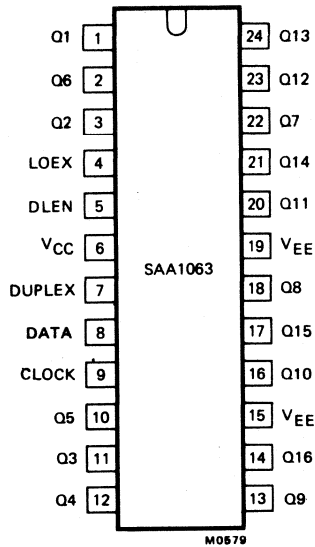 Q1 1 24 Q13
Q6 2 23 Q12
Q2 3 22 Q7
LOEX 4 21 Q14
DLEN 5 20 Q11
VCC 6 19 VEE
SAA1063
DUPLEX 7 18 Q8
DATA 8 17 Q15
CLOCK 9 16 Q10
Q5 10 15 VEE
Q3 11 14 Q16
Q4 12 13 Q9
M0579